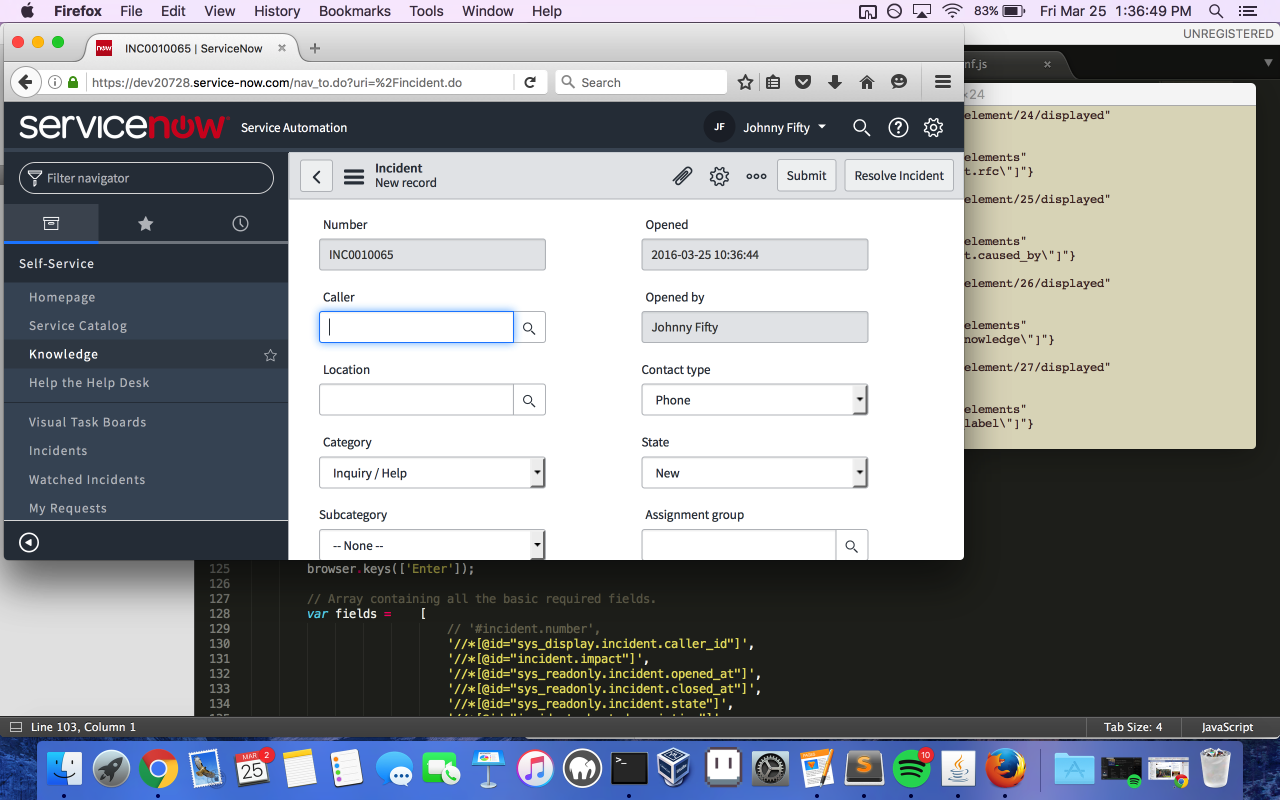 Firefox File Edit View History Bookmarks Tools Window Help 83% Fri Mar 25 1:36:49 PM
UNREGISTERED
now INC0010065 | ServiceNow
nf.js
https://dev20728.service-now.com/nav_to.do?uri=%2Fincident.do
Search
×24
servicenow Service Automation
JF Johnny Fifty
Filter navigator
Incident
New record
Submit
Resolve Incident
Self-Service
Homepage
Service Catalog
Knowledge
Help the Help Desk
Visual Task Boards
Incidents
Watched Incidents
My Requests
Number
INC0010065
Opened
2016-03-25 10:36:44
Caller
Opened by
Johnny Fifty
Location
Contact type
Phone
Category
Inquiry / Help
State
New
Subcategory
-- None --
Assignment group
element/24/displayed"
elements"
t.rfc\"]"}
element/25/displayed"
elements"
t.caused_by\"]"}
element/26/displayed"
elements"
nowledge\"]"}
element/27/displayed"
elements"
label\"]"}
125 browser.keys(['Enter']);
126
127 // Array containing all the basic required fields.
128 var fields = [
129 // '#incident.number',
130 '//*[@id="sys_display.incident.caller_id"]',
131 '//*[@id="incident.impact"]',
132 '//*[@id="sys_readonly.incident.opened_at"]',
133 '//*[@id="sys_readonly.incident.closed_at"]',
134 '//*[@id="sys_readonly.incident.state"]',
Line 103, Column 1
Tab Size: 4
JavaScript
MAR
25
2
10